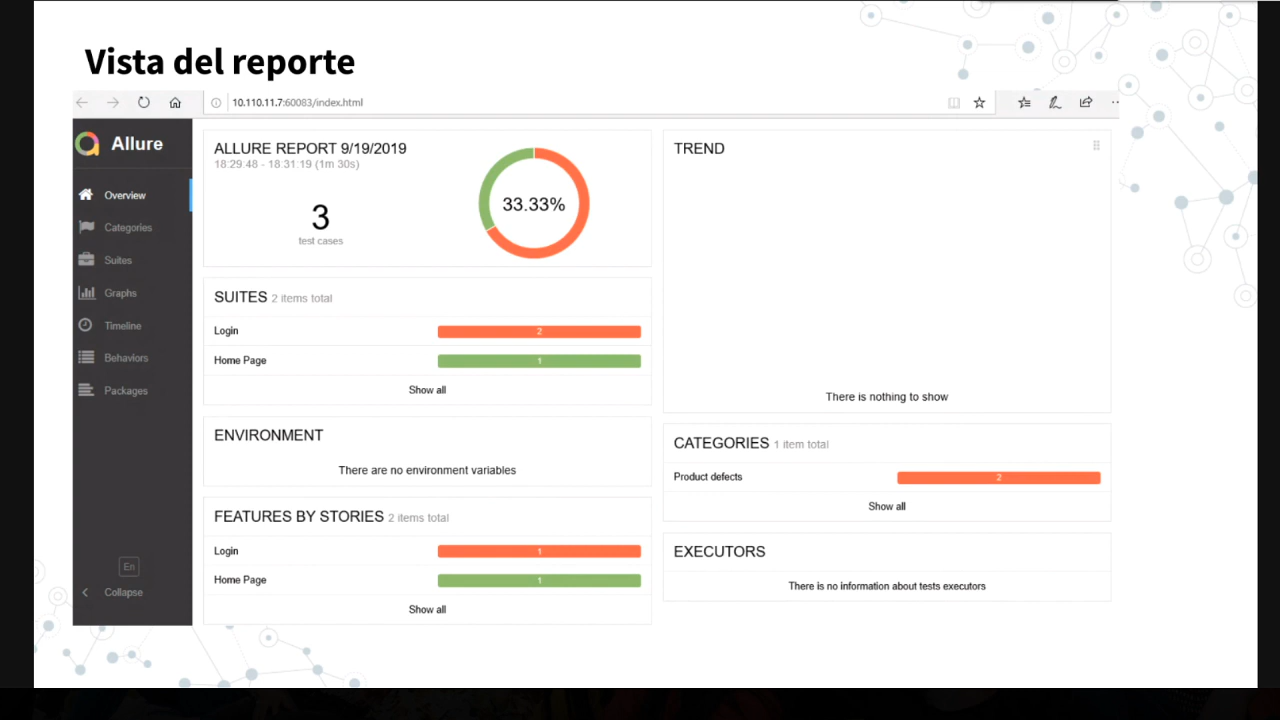 Vista del reporte
10.110.11.7:60083/index.html
Allure
Overview
Categories
Suites
Graphs
Timeline
Behaviors
Packages
En
Collapse
ALLURE REPORT 9/19/2019
18:29:48 - 18:31:19 (1m 30s)
3
test cases
33.33%
SUITES 2 items total
Login 2
Home Page 1
Show all
ENVIRONMENT
There are no environment variables
FEATURES BY STORIES 2 items total
Login 1
Home Page 1
Show all
TREND
There is nothing to show
CATEGORIES 1 item total
Product defects 2
Show all
EXECUTORS
There is no information about tests executors